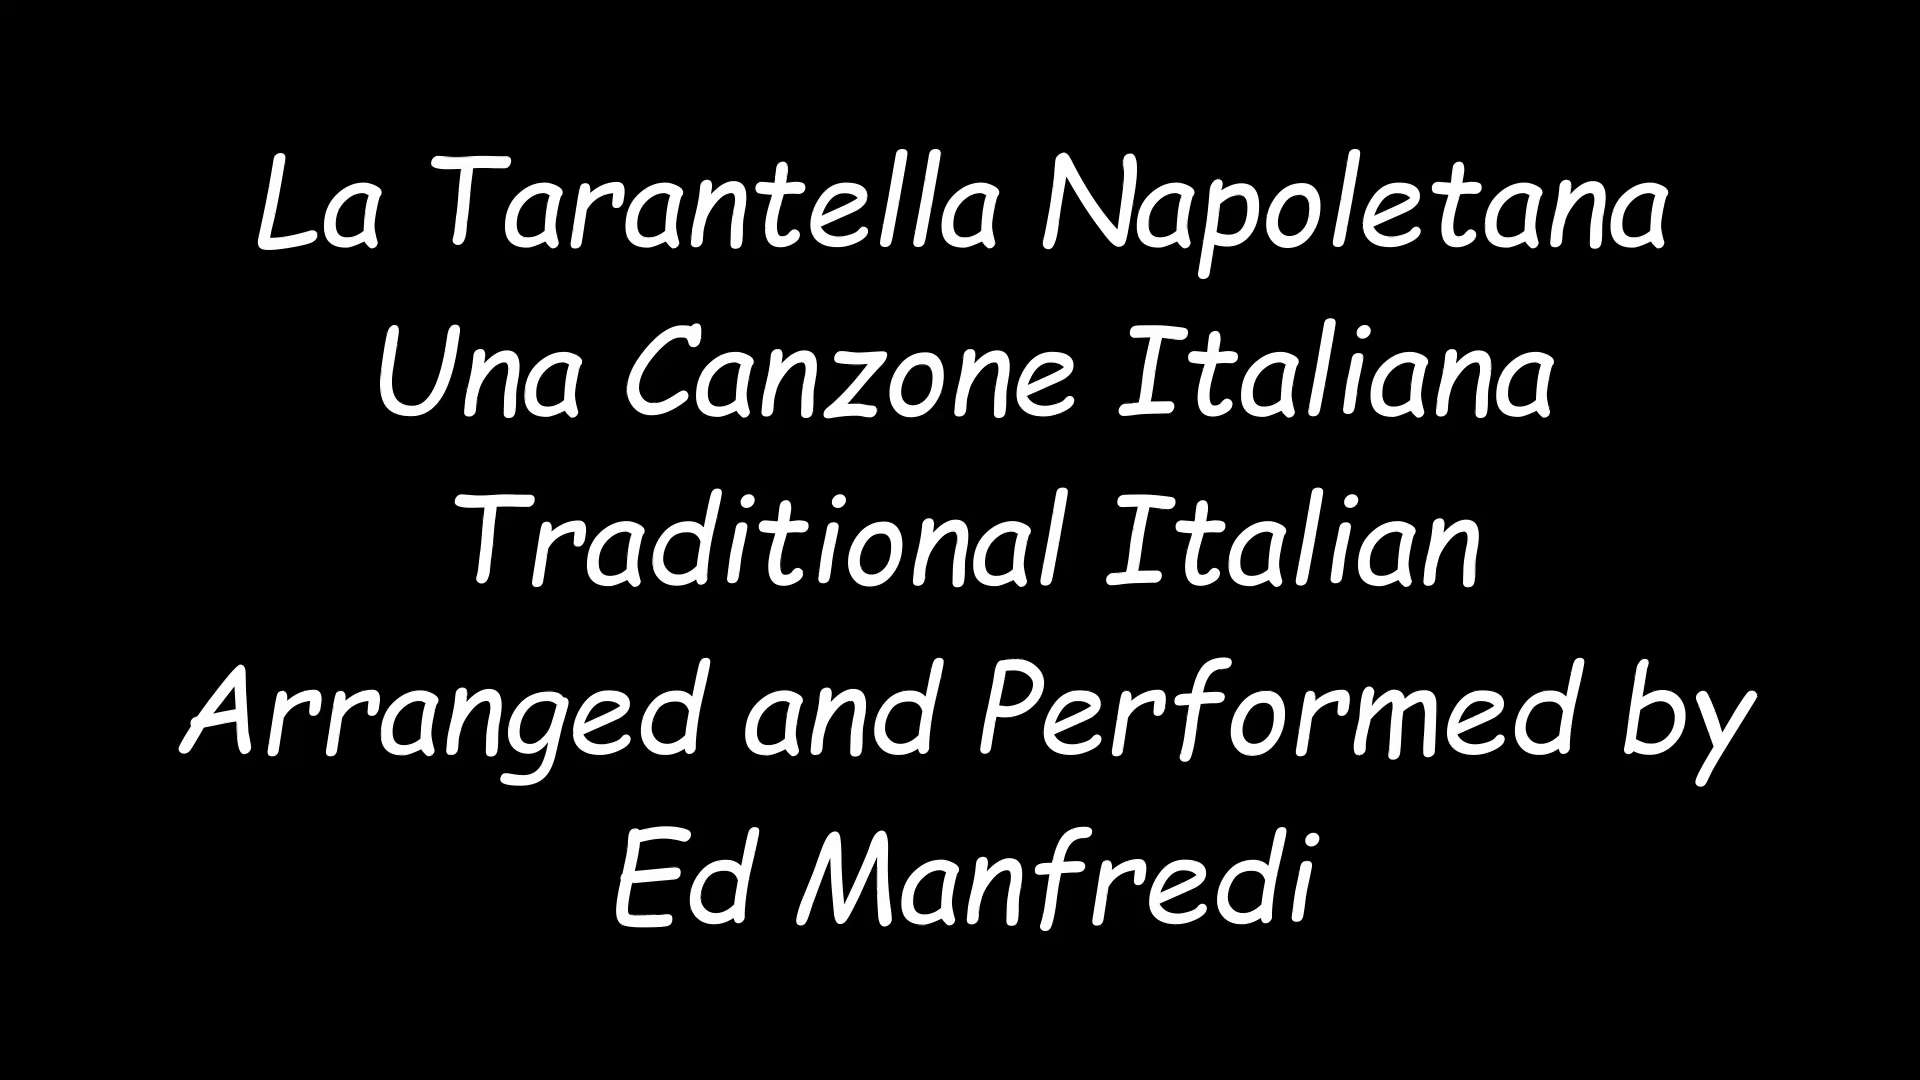 La Tarantella Napoletana
Una Canzone Italiana
Traditional Italian
Arranged and Performed by
Ed Manfredi